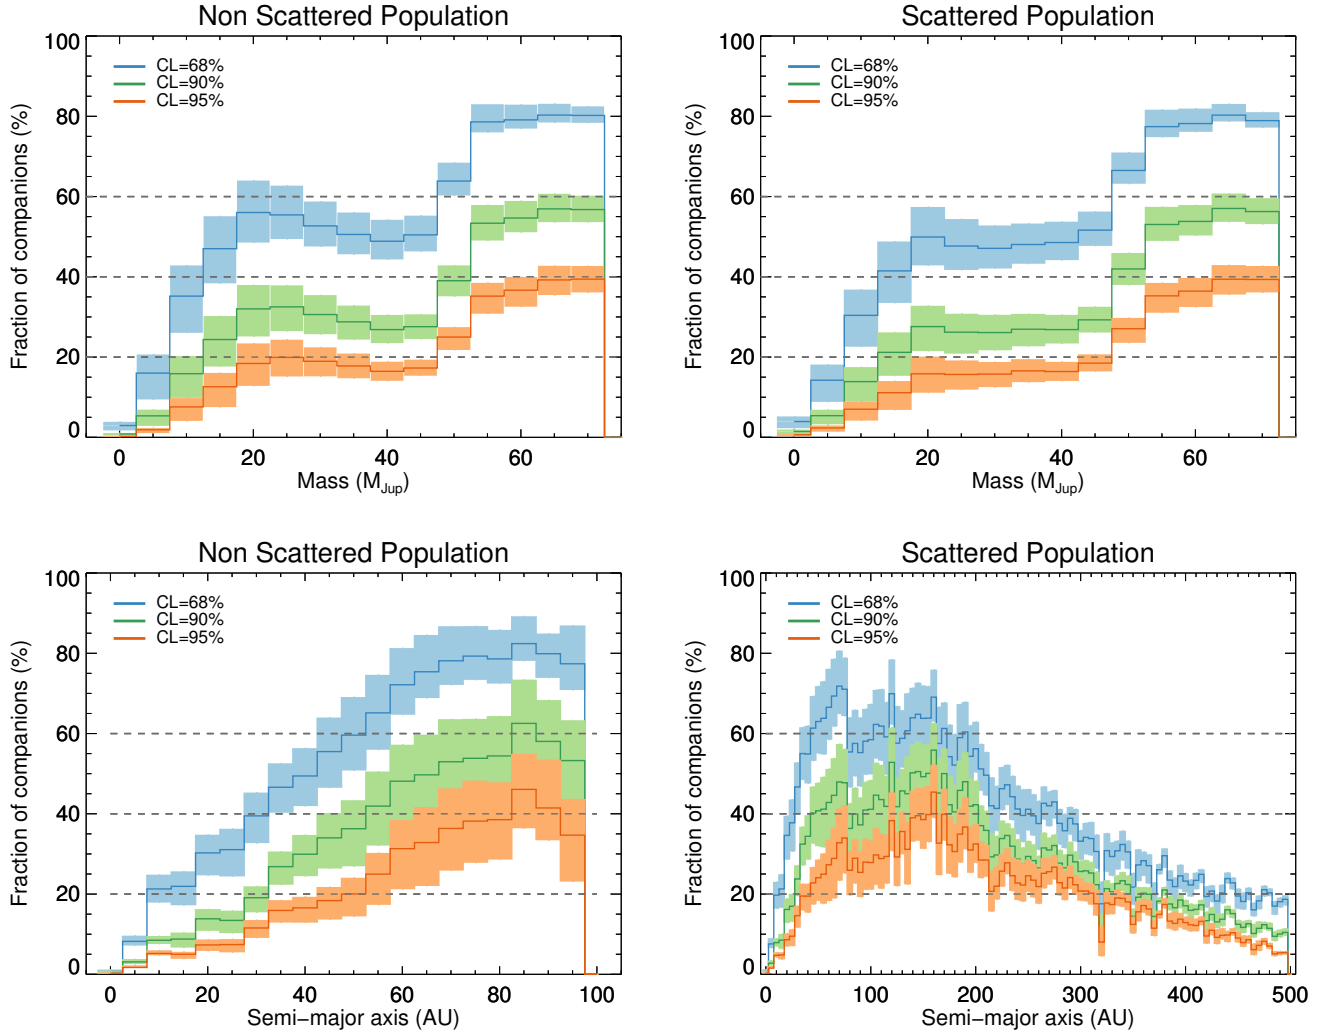 Non Scattered Population
Fraction of companions (%)
100
80
60
40
20
0
CL=68%
CL=90%
CL=95%
0 20 40 60
Mass (M_Jup)
Scattered Population
Fraction of companions (%)
100
80
60
40
20
0
CL=68%
CL=90%
CL=95%
0 20 40 60
Mass (M_Jup)
Non Scattered Population
Fraction of companions (%)
100
80
60
40
20
0
CL=68%
CL=90%
CL=95%
0 20 40 60 80 100
Semi-major axis (AU)
Scattered Population
Fraction of companions (%)
100
80
60
40
20
0
CL=68%
CL=90%
CL=95%
0 100 200 300 400 500
Semi-major axis (AU)